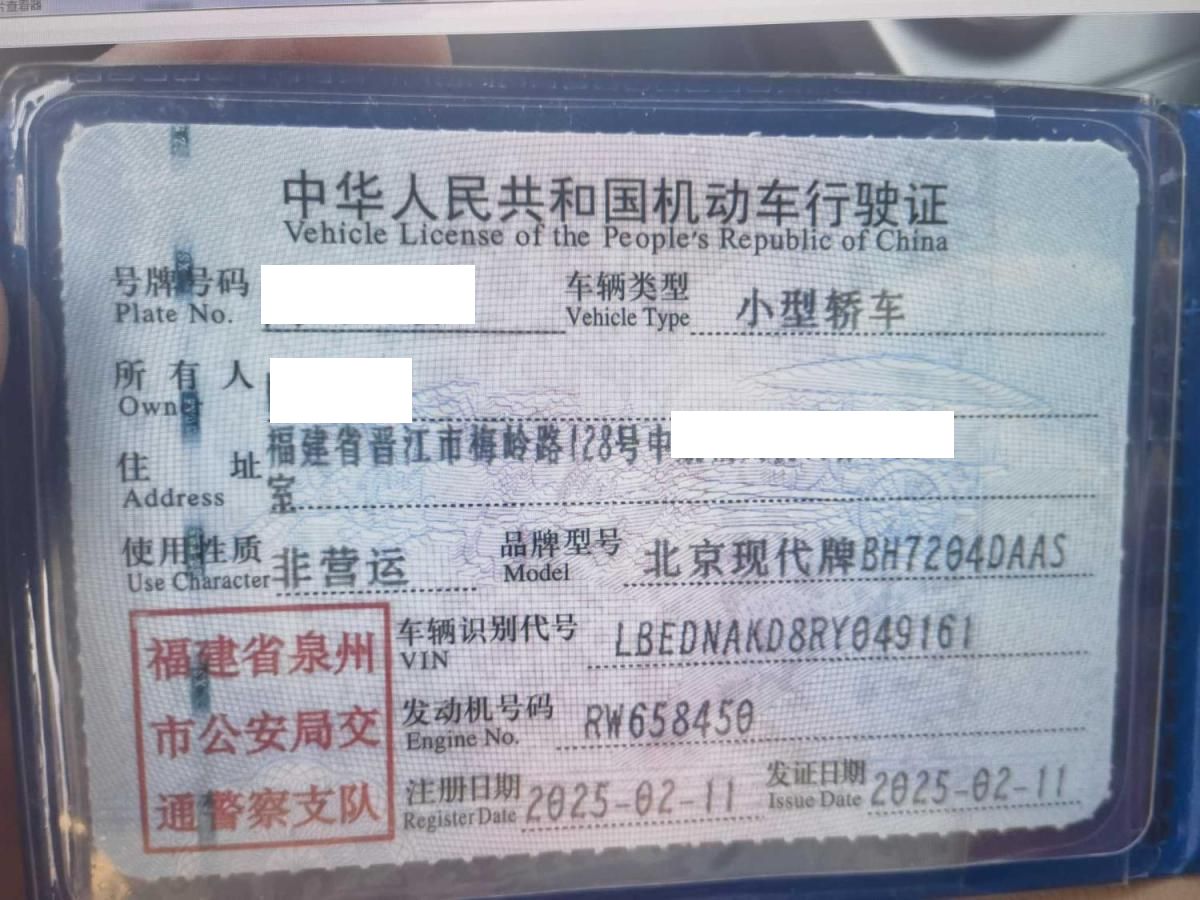 片查看器
中华人民共和国机动车行驶证
Vehicle License of the People's Republic of China
号牌号码
Plate No.
车辆类型 小型轿车
Vehicle Type
所有人
Owner
住址 福建省晋江市梅岭路128号中
Address 室
使用性质 非营运
Use Character
品牌型号 北京现代牌BH7204DAAS
Model
福建省泉州
市公安局交
通警察支队
车辆识别代号 LBEDNAKD8RY049161
VIN
发动机号码 RW658450
Engine No.
注册日期 2025-02-11
Register Date
发证日期 2025-02-11
Issue Date